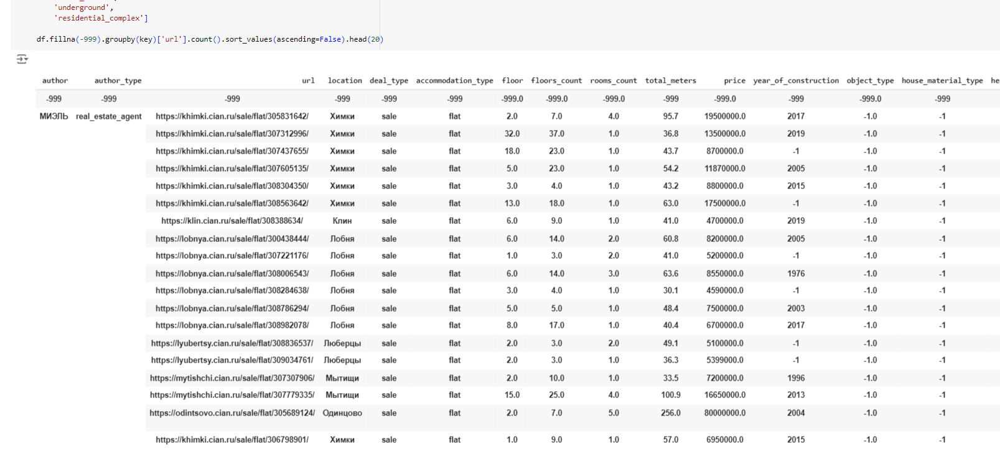 'underground',
'residential_complex']
df.fillna(-999).groupby(key)['url'].count().sort_values(ascending=False).head(20)
author author_type url location deal_type accommodation_type floor floors_count rooms_count total_meters price year_of_construction object_type house_material_type he
-999 -999 -999 -999 -999 -999 -999.0 -999.0 -999.0 -999 -999.0 -999 -999.0 -999
МИЭЛЬ real_estate_agent https://khimki.cian.ru/sale/flat/305831642/ Химки sale flat 2.0 7.0 4.0 95.7 19500000.0 2017 -1.0 -1
https://khimki.cian.ru/sale/flat/307312996/ Химки sale flat 32.0 37.0 1.0 36.8 13500000.0 2019 -1.0 -1
https://khimki.cian.ru/sale/flat/307437655/ Химки sale flat 18.0 23.0 1.0 43.7 8700000.0 -1 -1.0 -1
https://khimki.cian.ru/sale/flat/307605135/ Химки sale flat 5.0 23.0 1.0 54.2 11870000.0 2005 -1.0 -1
https://khimki.cian.ru/sale/flat/308304350/ Химки sale flat 3.0 4.0 1.0 43.2 8800000.0 2015 -1.0 -1
https://khimki.cian.ru/sale/flat/308563642/ Химки sale flat 13.0 18.0 1.0 63.0 17500000.0 -1 -1.0 -1
https://klin.cian.ru/sale/flat/308388634/ Клин sale flat 6.0 9.0 1.0 41.0 4700000.0 2019 -1.0 -1
https://lobnya.cian.ru/sale/flat/300438444/ Лобня sale flat 6.0 14.0 2.0 60.8 8200000.0 2005 -1.0 -1
https://lobnya.cian.ru/sale/flat/307221176/ Лобня sale flat 1.0 3.0 2.0 41.0 5200000.0 -1 -1.0 -1
https://lobnya.cian.ru/sale/flat/308006543/ Лобня sale flat 6.0 14.0 3.0 63.6 8550000.0 1976 -1.0 -1
https://lobnya.cian.ru/sale/flat/308284638/ Лобня sale flat 3.0 4.0 1.0 30.1 4590000.0 -1 -1.0 -1
https://lobnya.cian.ru/sale/flat/308786294/ Лобня sale flat 5.0 5.0 1.0 48.4 7500000.0 2003 -1.0 -1
https://lobnya.cian.ru/sale/flat/308982078/ Лобня sale flat 8.0 17.0 1.0 40.4 6700000.0 2017 -1.0 -1
https://lyubertsy.cian.ru/sale/flat/308836537/ Люберцы sale flat 2.0 3.0 2.0 49.1 5100000.0 -1 -1.0 -1
https://lyubertsy.cian.ru/sale/flat/309034761/ Люберцы sale flat 2.0 3.0 1.0 36.3 5399000.0 -1 -1.0 -1
https://mytishchi.cian.ru/sale/flat/307307906/ Мытищи sale flat 2.0 10.0 1.0 33.5 7200000.0 1996 -1.0 -1
https://mytishchi.cian.ru/sale/flat/307779335/ Мытищи sale flat 15.0 25.0 4.0 100.9 16650000.0 2013 -1.0 -1
https://odintsovo.cian.ru/sale/flat/305689124/ Одинцово sale flat 2.0 7.0 5.0 256.0 80000000.0 2004 -1.0 -1
https://khimki.cian.ru/sale/flat/306798901/ Химки sale flat 1.0 9.0 1.0 57.0 6950000.0 2015 -1.0 -1